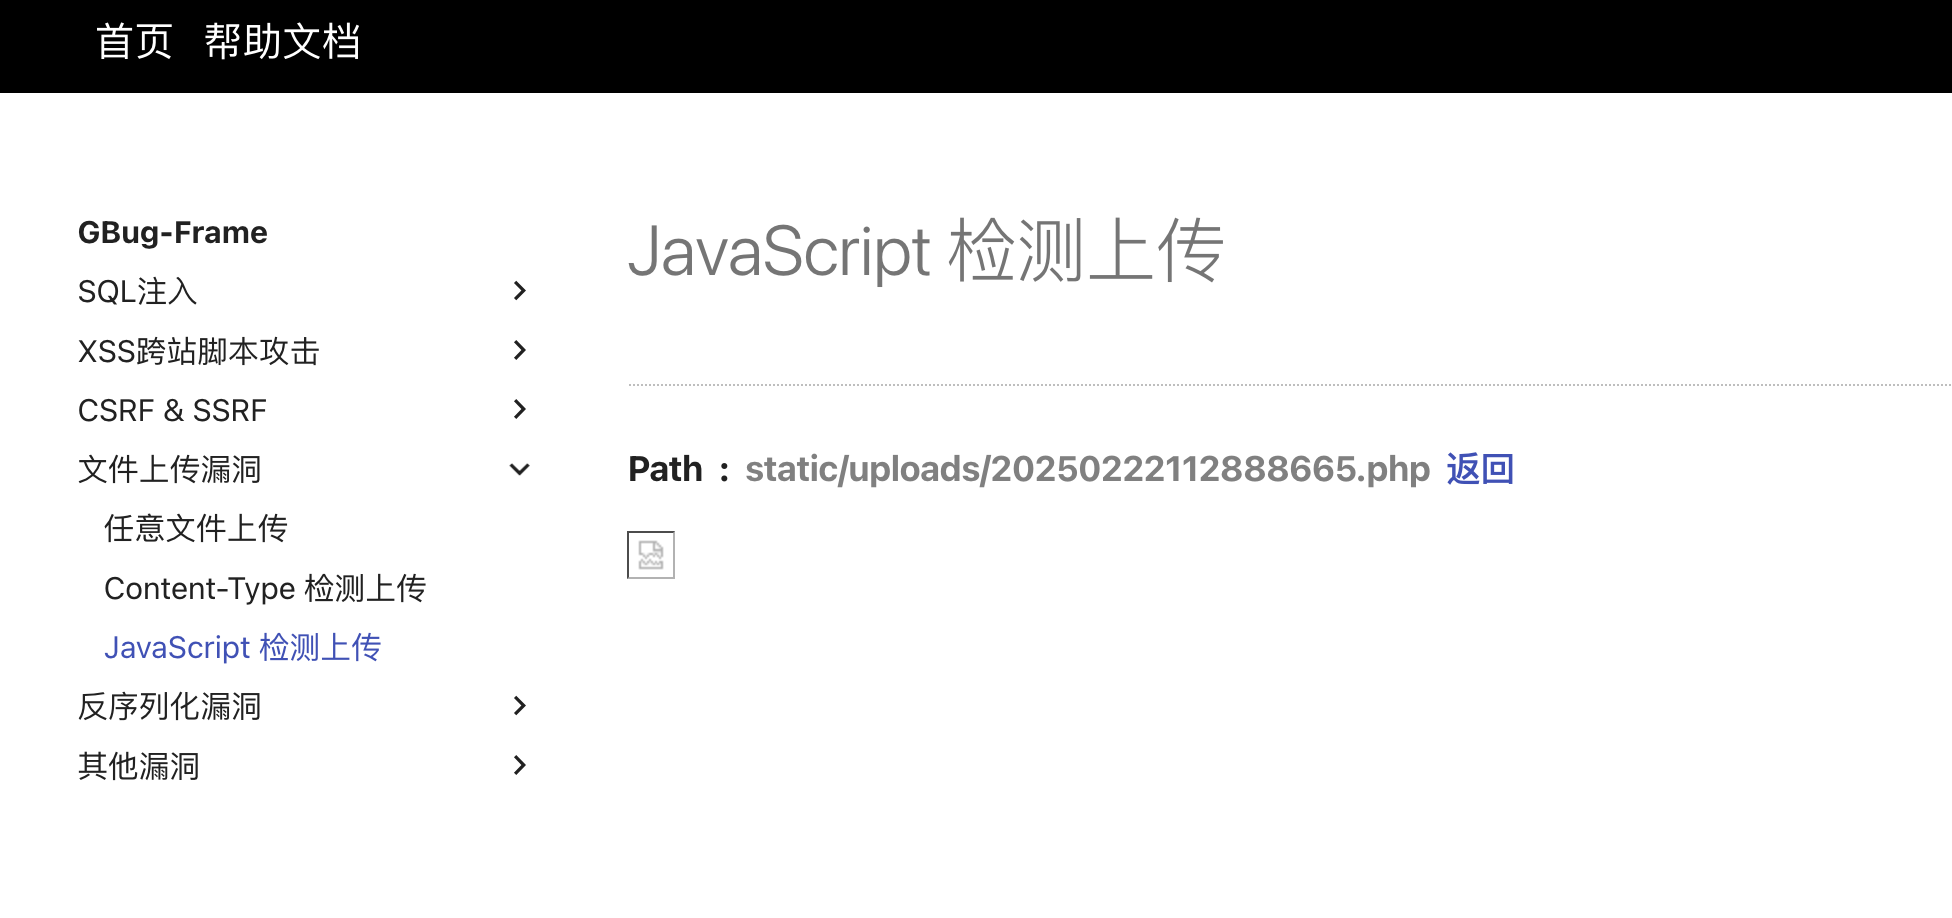 首页 帮助文档
GBug-Frame
SQL注入
XSS跨站脚本攻击
CSRF & SSRF
文件上传漏洞
任意文件上传
Content-Type 检测上传
JavaScript 检测上传
反序列化漏洞
其他漏洞
JavaScript 检测上传
Path : static/uploads/20250222112888665.php 返回